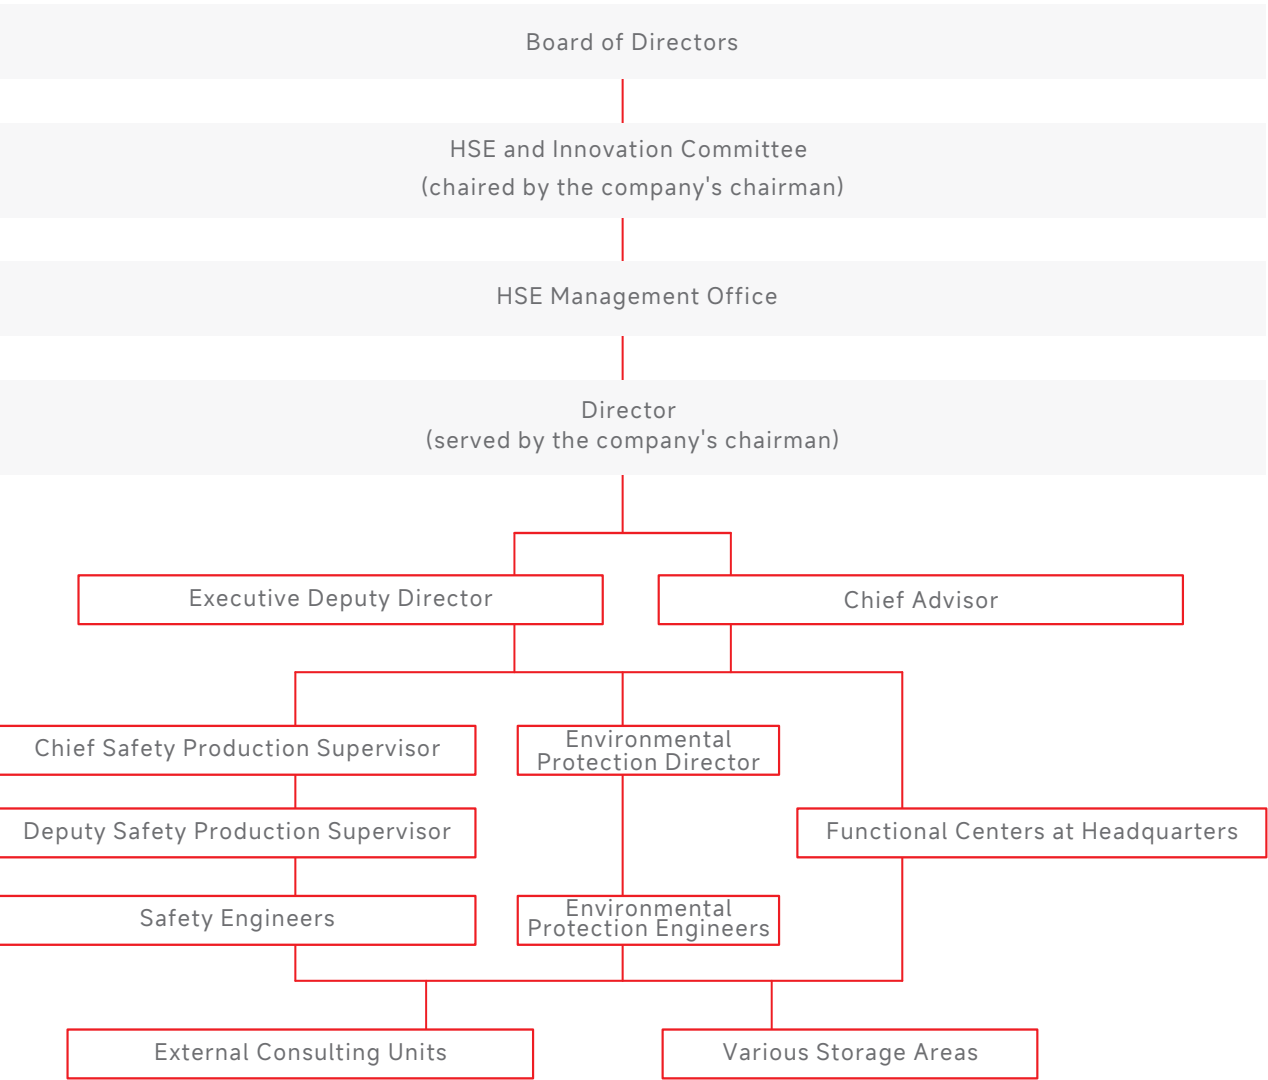 Board of Directors
HSE and Innovation Committee
(chaired by the company's chairman)
HSE Management Office
Director
(served by the company's chairman)
Executive Deputy Director
Chief Advisor
Chief Safety Production Supervisor
Environmental
Protection Director
Deputy Safety Production Supervisor
Functional Centers at Headquarters
Safety Engineers
Environmental
Protection Engineers
External Consulting Units
Various Storage Areas